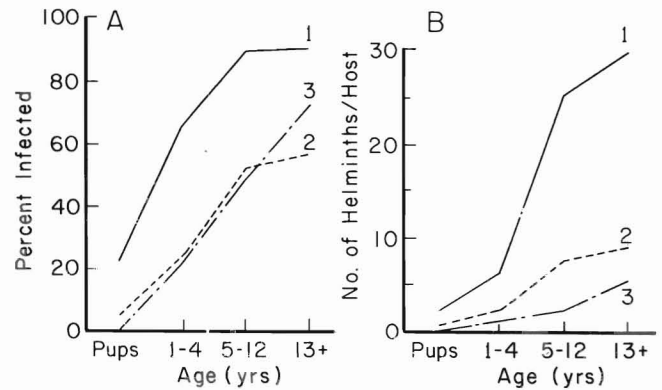 A
Percent Infected
100
80
60
40
20
0
1
3
2
Pups 1-4 5-12 13+
Age (yrs)
B
No. of Helminths/Host
30
20
10
0
1
2
3
Pups 1-4 5-12 13+
Age (yrs)